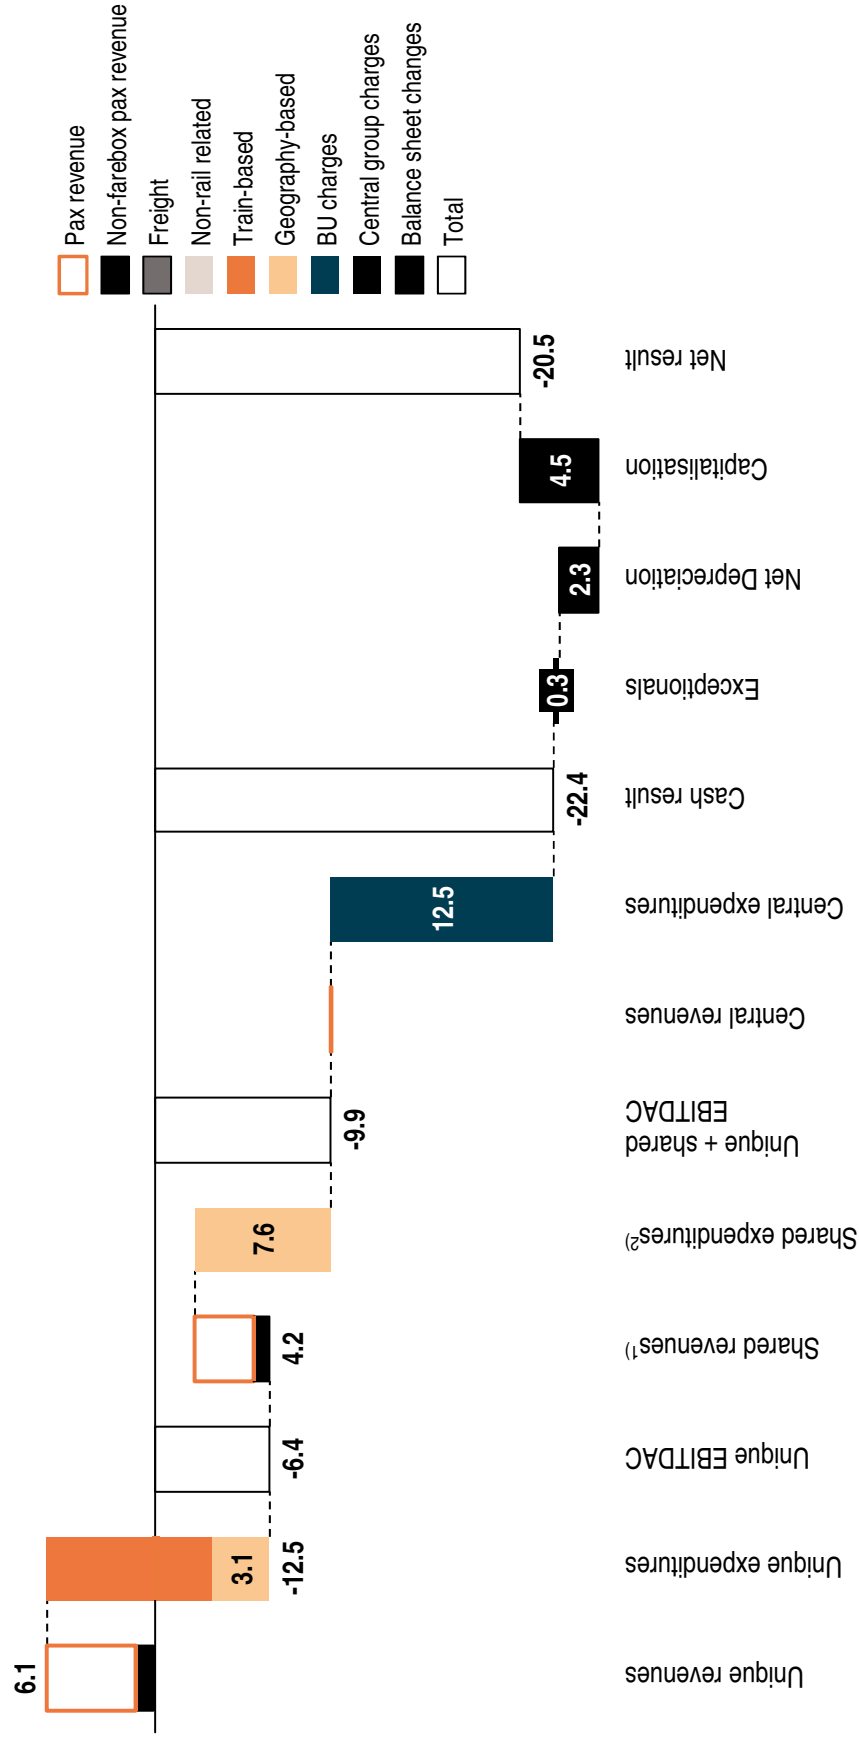 Pax revenue
Non-farebox pax revenue
Freight
Non-rail related
Train-based
Geography-based
BU charges
Central group charges
Balance sheet changes
Total
6.1
3.1
-12.5
-6.4
4.2
7.6
-9.9
12.5
-22.4
0.3
2.3
4.5
-20.5
Unique revenues
Unique expenditures
Unique EBITDAC
Shared revenues1)
Shared expenditures2)
Unique + shared
EBITDAC
Central revenues
Central expenditures
Cash result
Exceptionals
Net Depreciation
Capitalisation
Net result